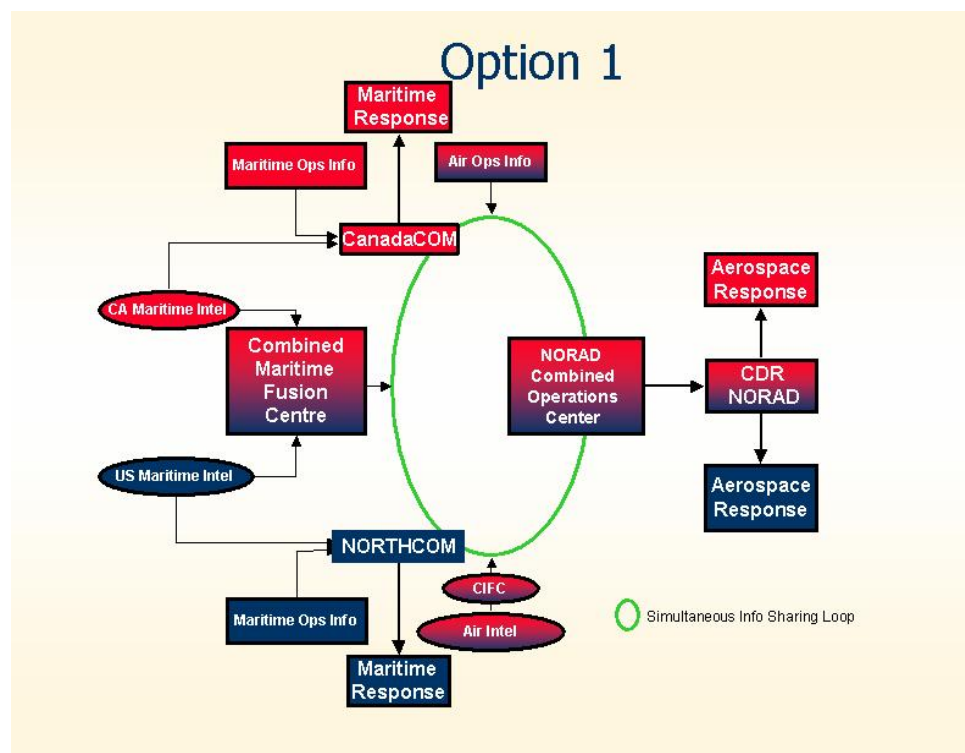 Option 1
Maritime
Response
Maritime Ops Info
Air Ops Info
CanadaCOM
CA Maritime Intel
Combined
Maritime
Fusion
Centre
NORAD
Combined
Operations
Center
Aerospace
Response
CDR
NORAD
US Maritime Intel
Aerospace
Response
NORTHCOM
CIFC
Maritime Ops Info
Air Intel
Simultaneous Info Sharing Loop
Maritime
Response